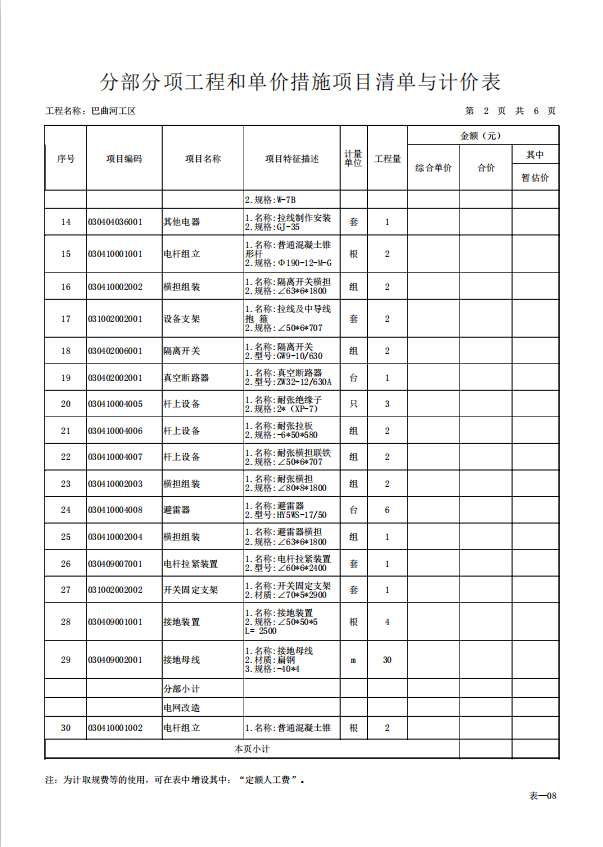 分部分项工程和单价措施项目清单与计价表
工程名称：巴曲河工区 第 2 页 共 6 页
序号 项目编码 项目名称 项目特征描述 计量单位 工程量 金额（元）
综合单价 合价 其中
暂估价
2.规格:W-7B
14 030404036001 其他电器 1.名称:拉线制作安装 套 1
2.规格:GJ-35
15 030410001001 电杆组立 1.名称:普通混凝土锥 根 2
形杆
2.规格:Φ190-12-M-G
16 030410002002 横担组装 1.名称:隔离开关横担 组 2
2.规格:∠63*6*1800
17 031002002001 设备支架 1.名称:拉线及中导线 套 2
抱 箍
2.规格:∠50*6*707
18 030402006001 隔离开关 1.名称:隔离开关 组 2
2.型号:GW9-10/630
19 030402002001 真空断路器 1.名称:真空断路器 台 1
2.型号:ZW32-12/630A
20 030410004005 杆上设备 1.名称:耐张绝缘子 只 3
2.规格:2*（XP-7）
21 030410004006 杆上设备 1.名称:耐张拉板 组 2
2.规格:-6*50*580
22 030410004007 杆上设备 1.名称:耐张横担联铁 组 2
2.规格:∠50*6*707
23 030410002003 横担组装 1.名称:耐张横担 组 2
2.规格:∠80*8*1800
24 030410004008 避雷器 1.名称:避雷器 台 6
2.型号:HY5WS-17/50
25 030410002004 横担组装 1.名称:避雷器横担 组 1
2.规格:∠63*6*1800
26 030409007001 电杆拉紧装置 1.名称:电杆拉紧装置 套 1
2.型号:∠60*6*2400
27 031002002002 开关固定支架 1.名称:开关固定支架 套 1
2.材质:∠70*5*2900
28 030409001001 接地装置 1.名称:接地装置 根 4
2.规格:∠50*50*5
L= 2500
29 030409002001 接地母线 1.名称:接地母线 m 30
2.材质:扁钢
3.规格:-40*4
分部小计
电网改造
30 030410001002 电杆组立 1.名称:普通混凝土锥 根 2
本页小计
注：为计取规费等的使用，可在表中增设其中：“定额人工费”。
表—08